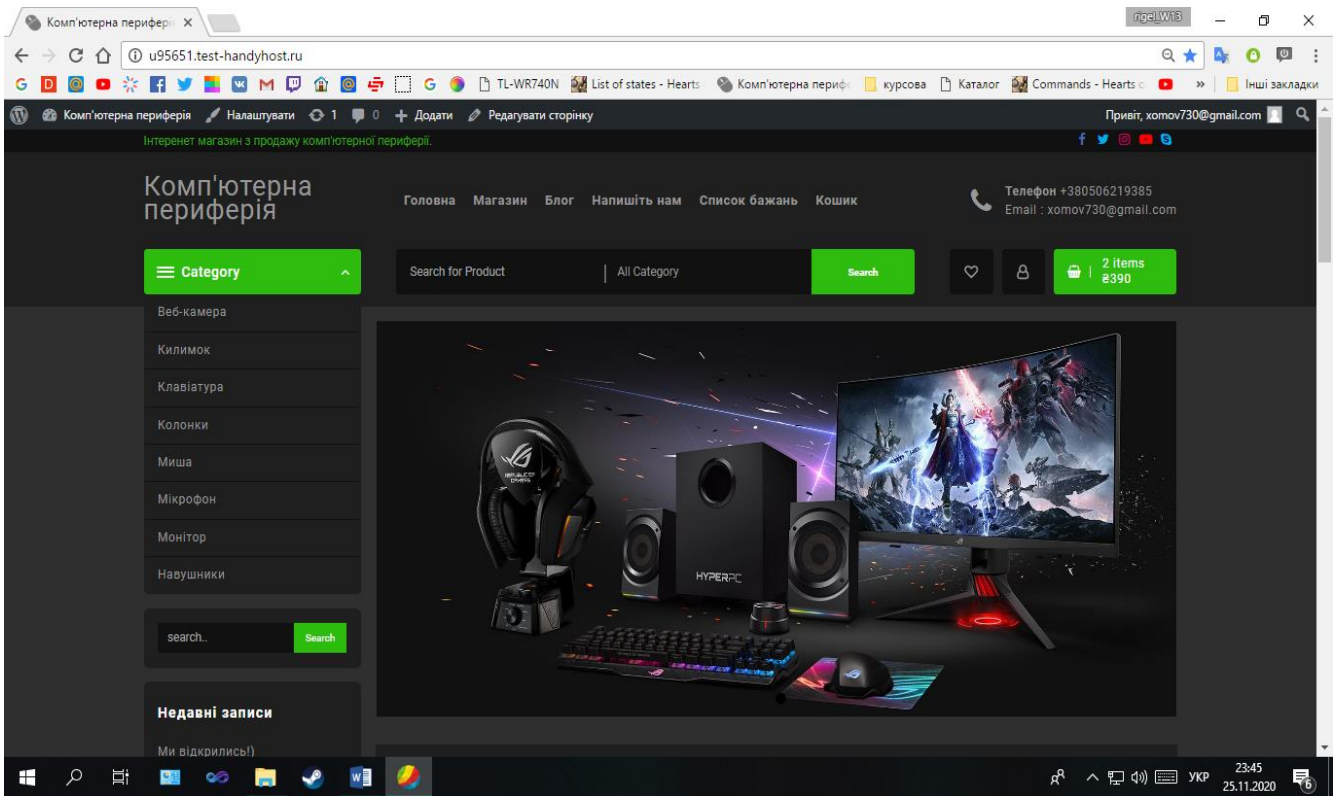 Комп'ютерна перифері
rigel_W13
u95651.test-handyhost.ru
TL-WR740N List of states - Hearts Комп'ютерна периф курсова Каталог Commands - Hearts o » Інші закладки
Комп'ютерна периферія Налаштувати 1 0 Додати Редагувати сторінку Привіт, xomov730@gmail.com
Інтеренет магазин з продажу комп'ютерної периферії.
Комп'ютерна
периферія
Головна Магазин Блог Напишіть нам Список бажань Кошик
Телефон +380506219385
Email : xomov730@gmail.com
Category
Search for Product All Category Search
2 items
₴390
Веб-камера
Килимок
Клавіатура
Колонки
Миша
Мікрофон
Монітор
Навушники
search.. Search
Недавні записи
Ми відкрились!)
HYPERPC
УКР
23:45
25.11.2020
6